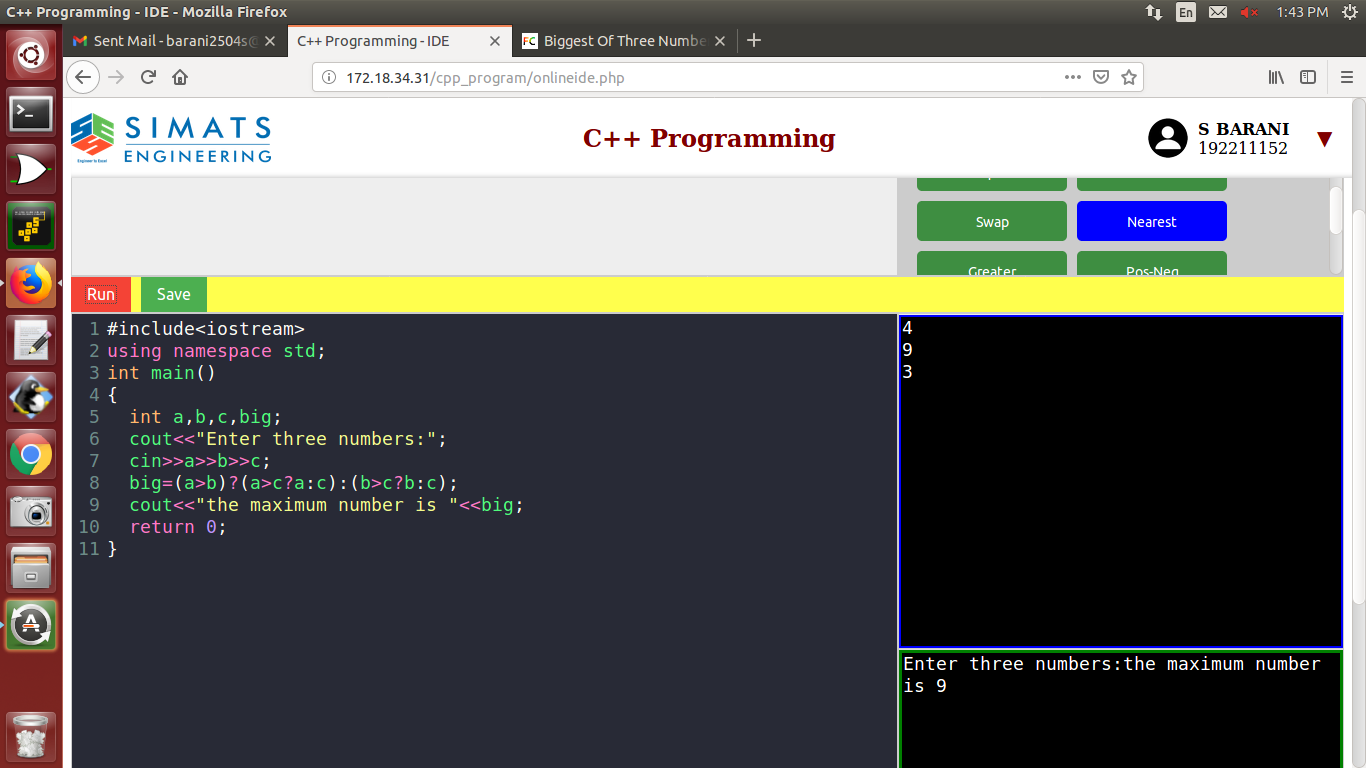 C++ Programming - IDE - Mozilla Firefox
En
1:43 PM
Sent Mail - barani2504s@
C++ Programming - IDE
FC
Biggest Of Three Numbe
172.18.34.31/cpp_program/onlineide.php
SIMATS
ENGINEERING
Engineer to Excel
C++ Programming
S BARANI
192211152
Swap
Nearest
Greater
Pos-Neg
Run
Save
1 #include<iostream>
2 using namespace std;
3 int main()
4 {
5 int a,b,c,big;
6 cout<<"Enter three numbers:";
7 cin>>a>>b>>c;
8 big=(a>b)?(a>c?a:c):(b>c?b:c);
9 cout<<"the maximum number is "<<big;
10 return 0;
11 }
4
9
3
Enter three numbers:the maximum number
is 9